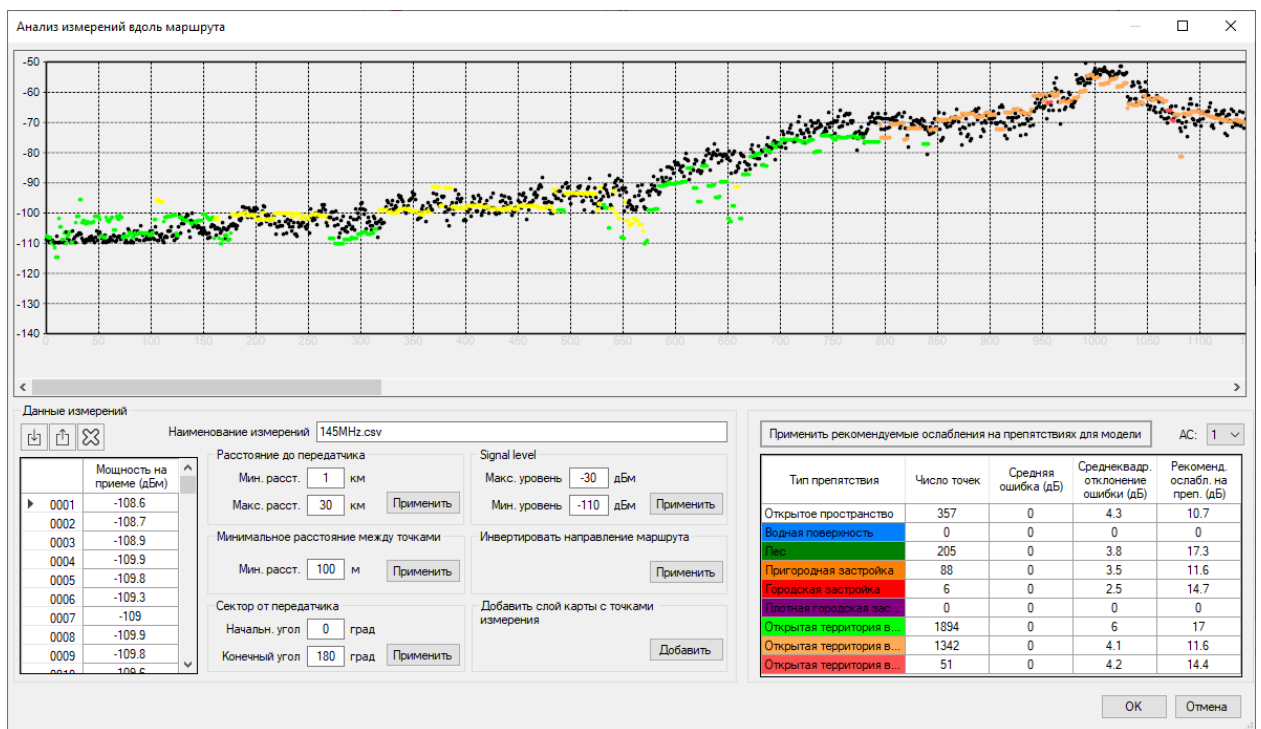 Анализ измерений вдоль маршрута
-50
-60
-70
-80
-90
-100
-110
-120
-130
-140
0 50 100 150 200 250 300 350 400 450 500 550 600 650 700 750 800 850 900 950 1000 1050 1100 1
Данные измерений
Наименование измерений 145MHz.csv
Мощность на приеме (дБм)
0001 -108.6
0002 -108.7
0003 -108.9
0004 -109.9
0005 -109.8
0006 -109.3
0007 -109
0008 -109.9
0009 -109.8
0010 -109.6
Расстояние до передатчика
Мин. расст. 1 км
Макс. расст. 30 км Применить
Signal level
Макс. уровень -30 дБм
Мин. уровень -110 дБм Применить
Минимальное расстояние между точками
Мин. расст. 100 м Применить
Инвертировать направление маршрута
Применить
Сектор от передатчика
Начальн. угол 0 град
Конечный угол 180 град Применить
Добавить слой карты с точками
измерения
Добавить
Применить рекомендуемые ослабления на препятствиях для модели AC: 1
Тип препятствия Число точек Средняя ошибка (дБ) Среднеквадр. отклонение ошибки (дБ) Рекоменд. ослабл. на преп. (дБ)
Открытое пространство 357 0 4.3 10.7
Водная поверхность 0 0 0 0
Лес 205 0 3.8 17.3
Пригородная застройка 88 0 3.5 11.6
Городская застройка 6 0 2.5 14.7
Плотная городская зас... 0 0 0 0
Открытая территория в... 1894 0 6 17
Открытая территория в... 1342 0 4.1 11.6
Открытая территория в... 51 0 4.2 14.4
OK Отмена